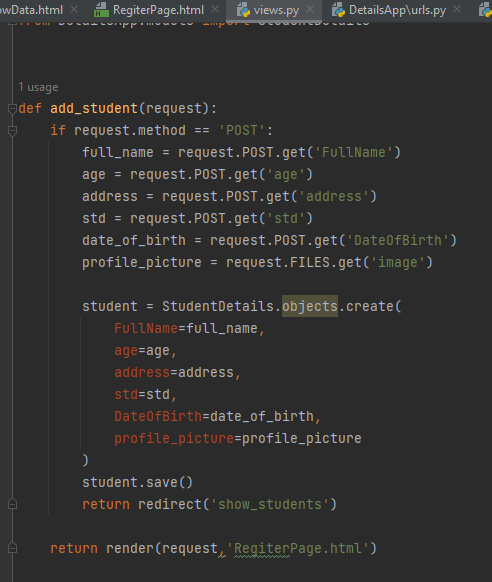 owData.html RegiterPage.html views.py DetailsApp\urls.py
from DetailsApp.models import StudentDetails
1 usage
def add_student(request):
if request.method == 'POST':
full_name = request.POST.get('FullName')
age = request.POST.get('age')
address = request.POST.get('address')
std = request.POST.get('std')
date_of_birth = request.POST.get('DateOfBirth')
profile_picture = request.FILES.get('image')
student = StudentDetails.objects.create(
FullName=full_name,
age=age,
address=address,
std=std,
DateOfBirth=date_of_birth,
profile_picture=profile_picture
)
student.save()
return redirect('show_students')
return render(request,'RegiterPage.html')